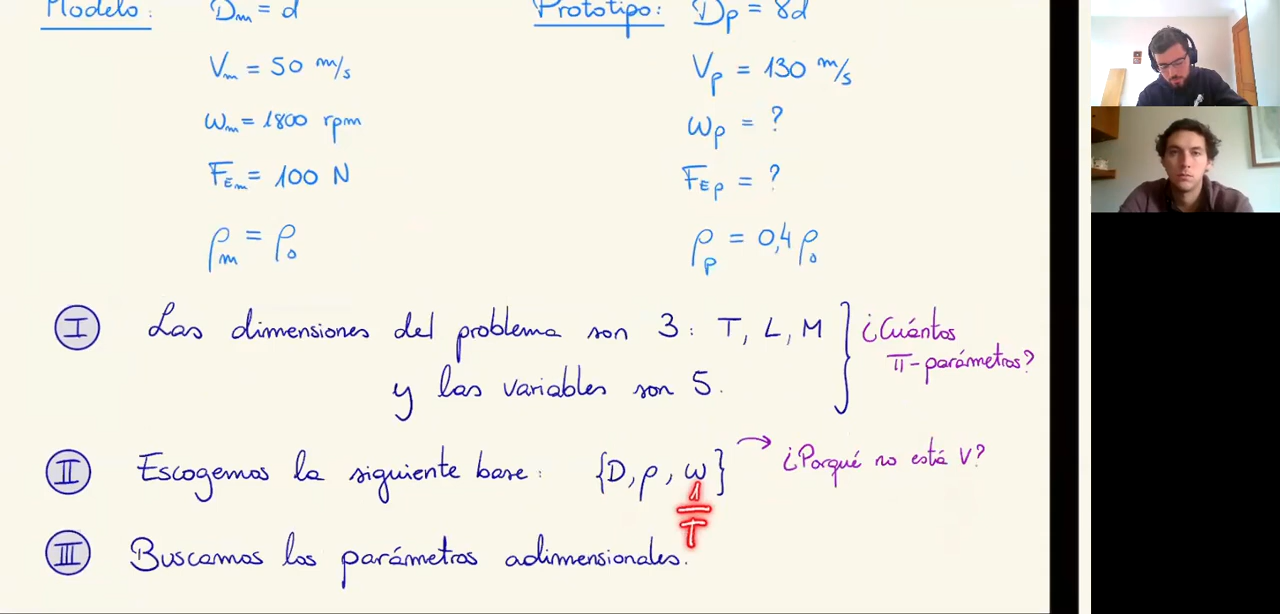 Modelo: Dm = d
Prototipo: Dp = 8d
Vm = 50 m/s
Vp = 130 m/s
ωm = 1800 rpm
ωp = ?
FEm = 100 N
FEp = ?
ρm = ρ0
ρp = 0,4ρ0
I Las dimensiones del problema son 3: T, L, M
y las variables son 5.
¿Cuántos
π-parámetros?
II Escogemos la siguiente base: {D, ρ, ω} → ¿Porqué no está V?
1/T
III Buscamos los parámetros adimensionales.